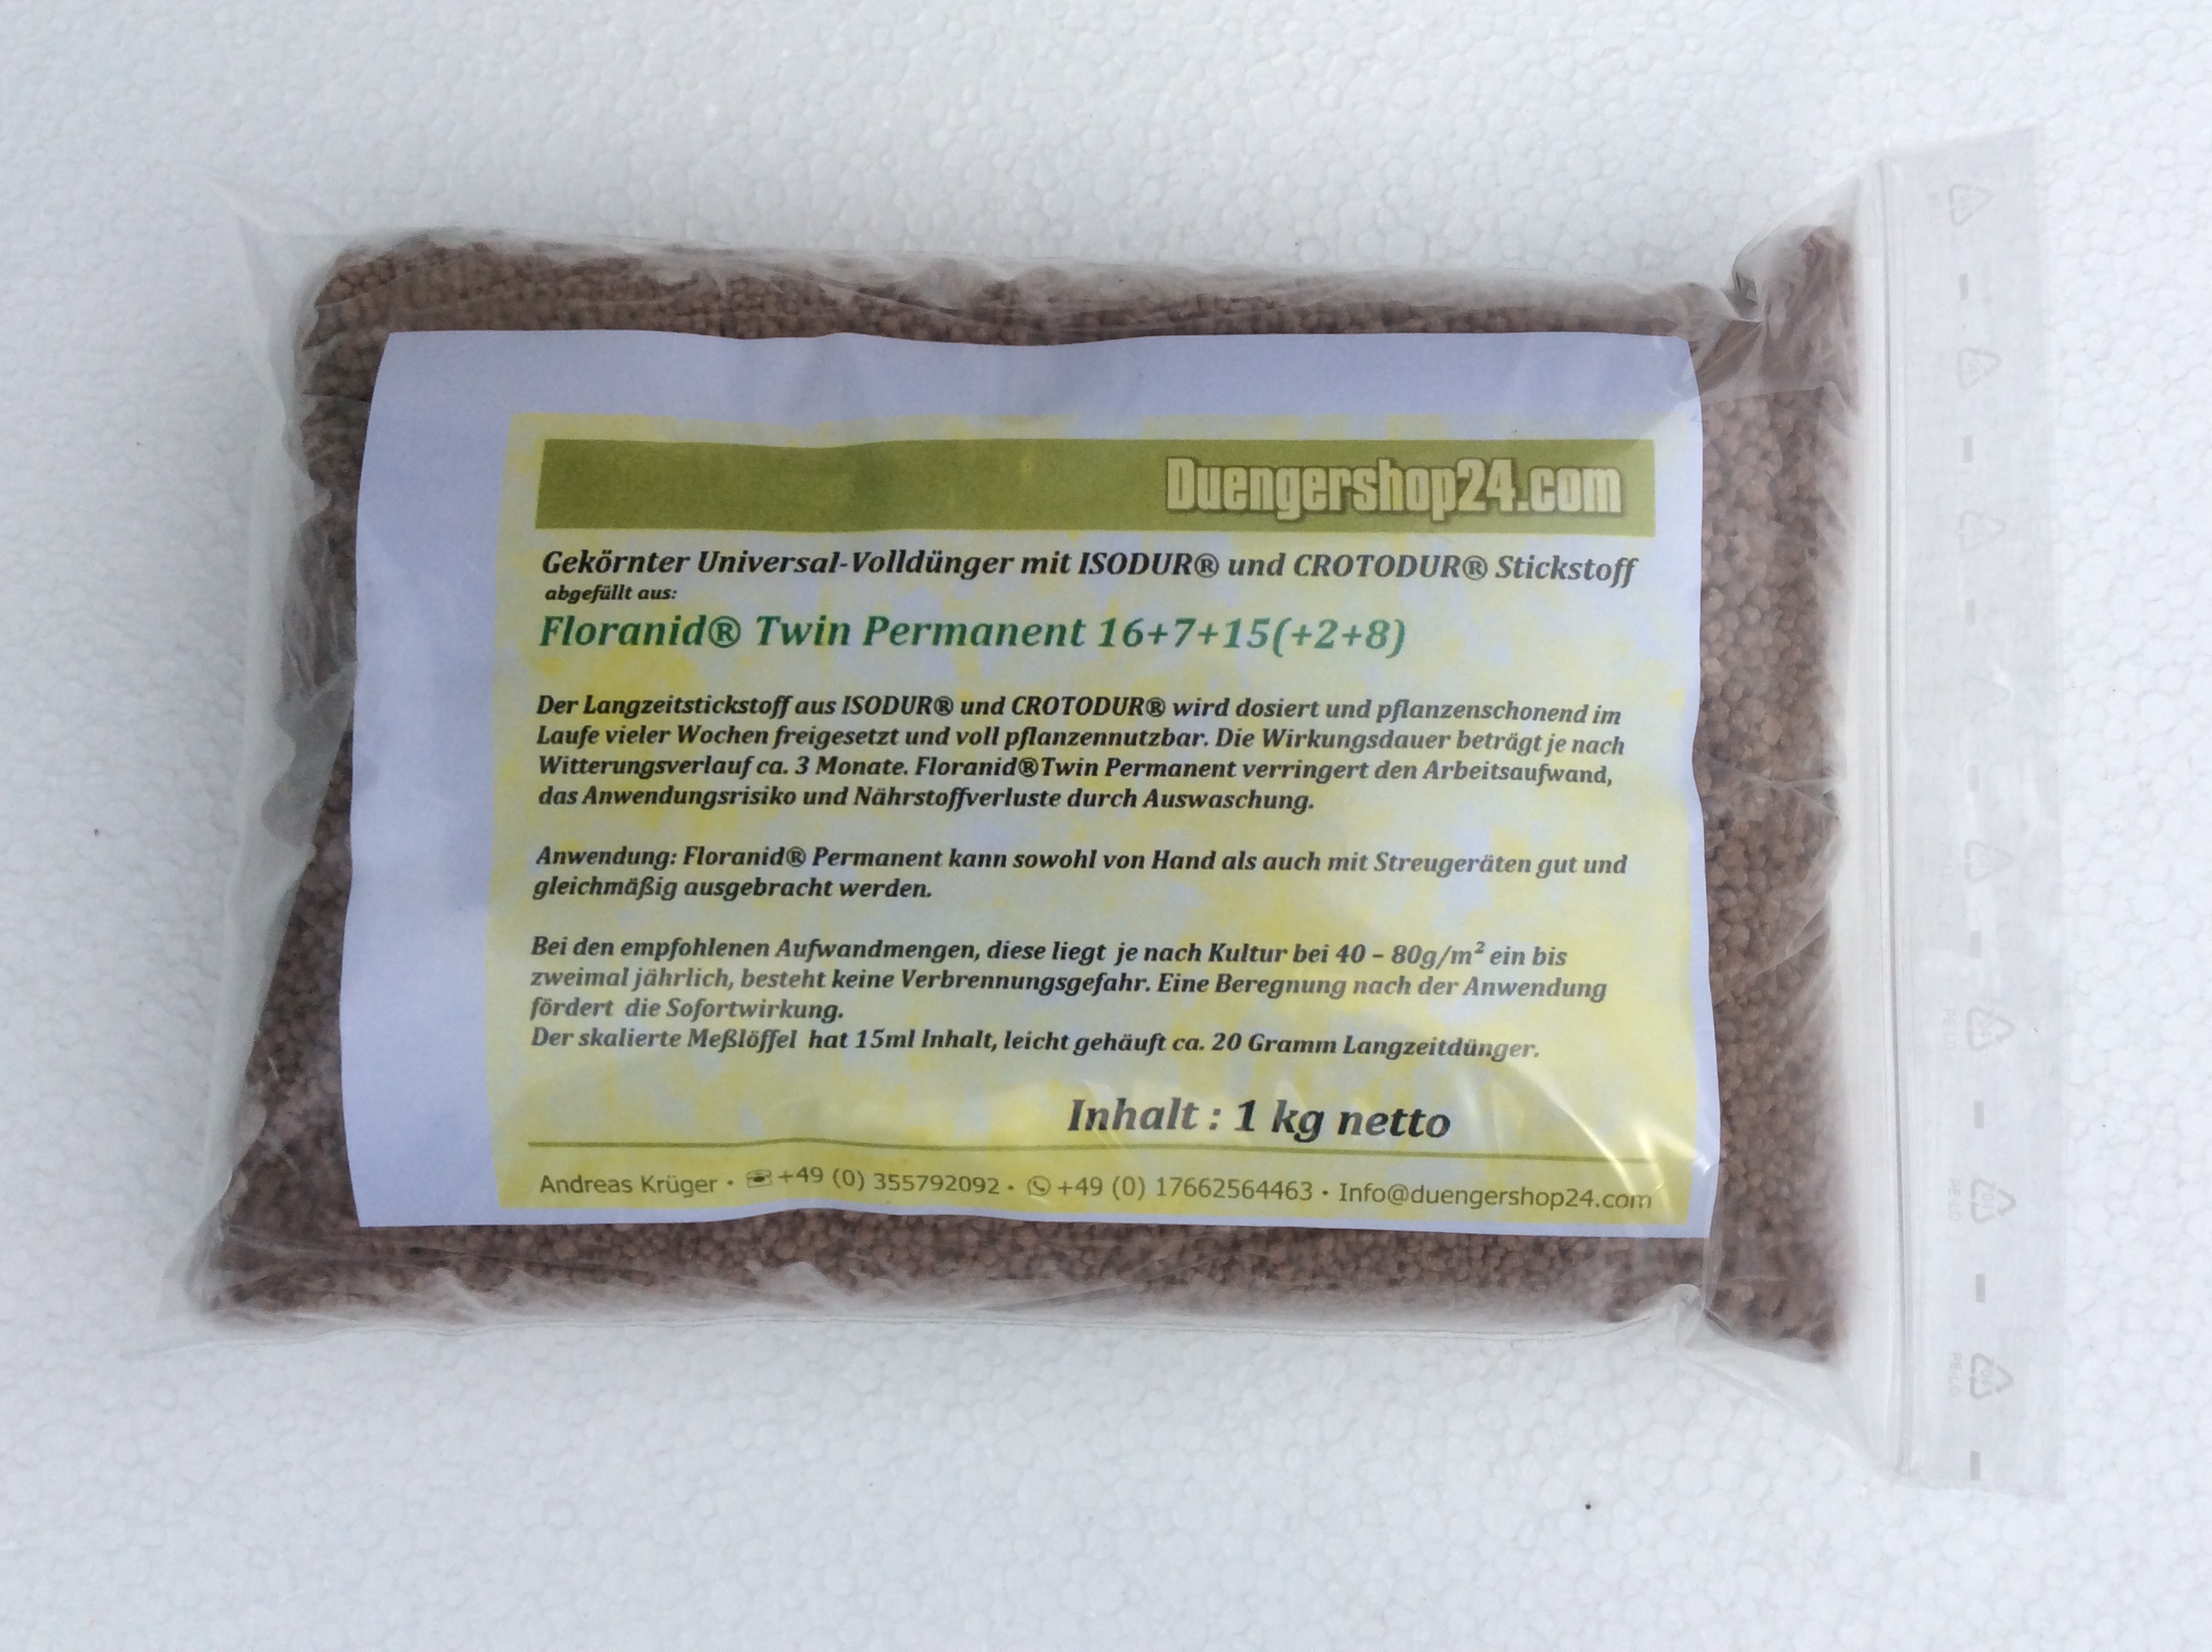 Duengershop24.com
Gekörnter Universal-Volldünger mit ISODUR® und CROTODUR® Stickstoff
abgefüllt aus:
Floranid® Twin Permanent 16+7+15(+2+8)
Der Langzeitstickstoff aus ISODUR® und CROTODUR® wird dosiert und pflanzenschonend im
Laufe vieler Wochen freigesetzt und voll pflanzennutzbar. Die Wirkungsdauer beträgt je nach
Witterungsverlauf ca. 3 Monate. Floranid®Twin Permanent verringert den Arbeitsaufwand,
das Anwendungsrisiko und Nährstoffverluste durch Auswaschung.
Anwendung: Floranid® Permanent kann sowohl von Hand als auch mit Streugeräten gut und
gleichmäßig ausgebracht werden.
Bei den empfohlenen Aufwandmengen, diese liegt je nach Kultur bei 40 – 80g/m² ein bis
zweimal jährlich, besteht keine Verbrennungsgefahr. Eine Beregnung nach der Anwendung
fördert die Sofortwirkung.
Der skalierte Meßlöffel hat 15ml Inhalt, leicht gehäuft ca. 20 Gramm Langzeitdünger.
Inhalt : 1 kg netto
Andreas Krüger · +49 (0) 355792092 · +49 (0) 17662564463 · Info@duengershop24.com